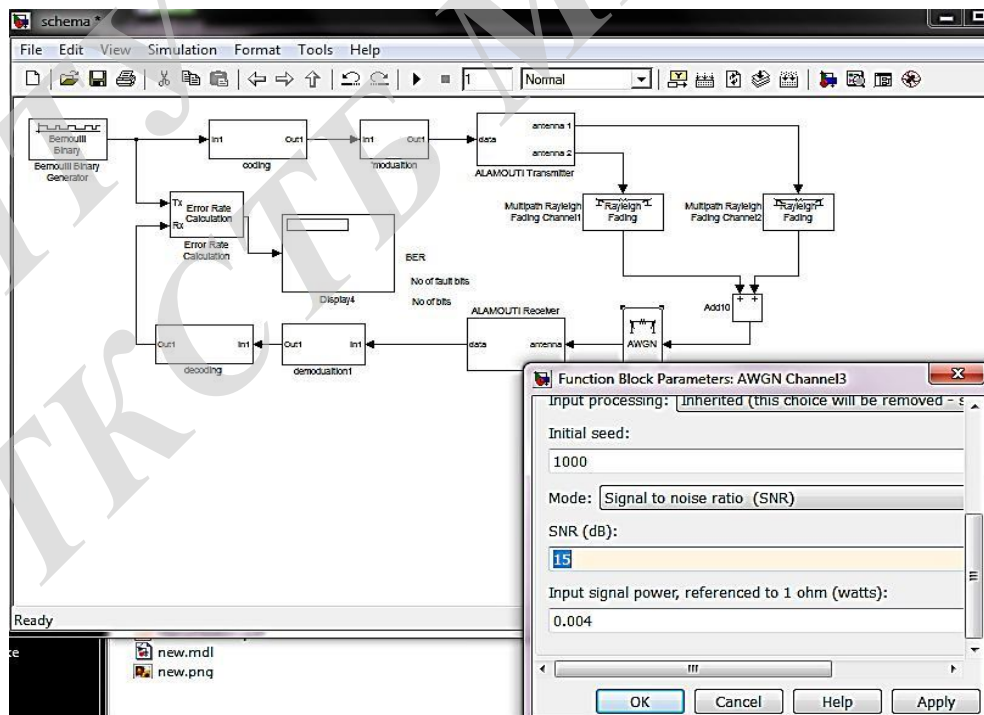 schema *
File Edit View Simulation Format Tools Help
1 Normal
Bernoulli
Binary
Bernoulli Binary
Generator
In1 Out1
coding
In1 Out1
modualtion
data
antenna 1
antenna 2
ALAMOUTI Transmitter
Multipath Rayleigh
Fading Channel1
Rayleigh
Fading
Multipath Rayleigh
Fading Channel2
Rayleigh
Fading
Tx
Rx
Error Rate
Calculation
Error Rate
Calculation
Display4
BER
No of fault bits
No of bits
Add10
+ +
ALAMOUTI Receiver
data antenna
AWGN
Out1 In1
decoding
Out1 In1
demodualtion1
Function Block Parameters: AWGN Channel3
Input processing: Inherited (this choice will be removed - s
Initial seed:
1000
Mode: Signal to noise ratio (SNR)
SNR (dB):
15
Input signal power, referenced to 1 ohm (watts):
0.004
OK Cancel Help Apply
Ready
new.mdl
new.png